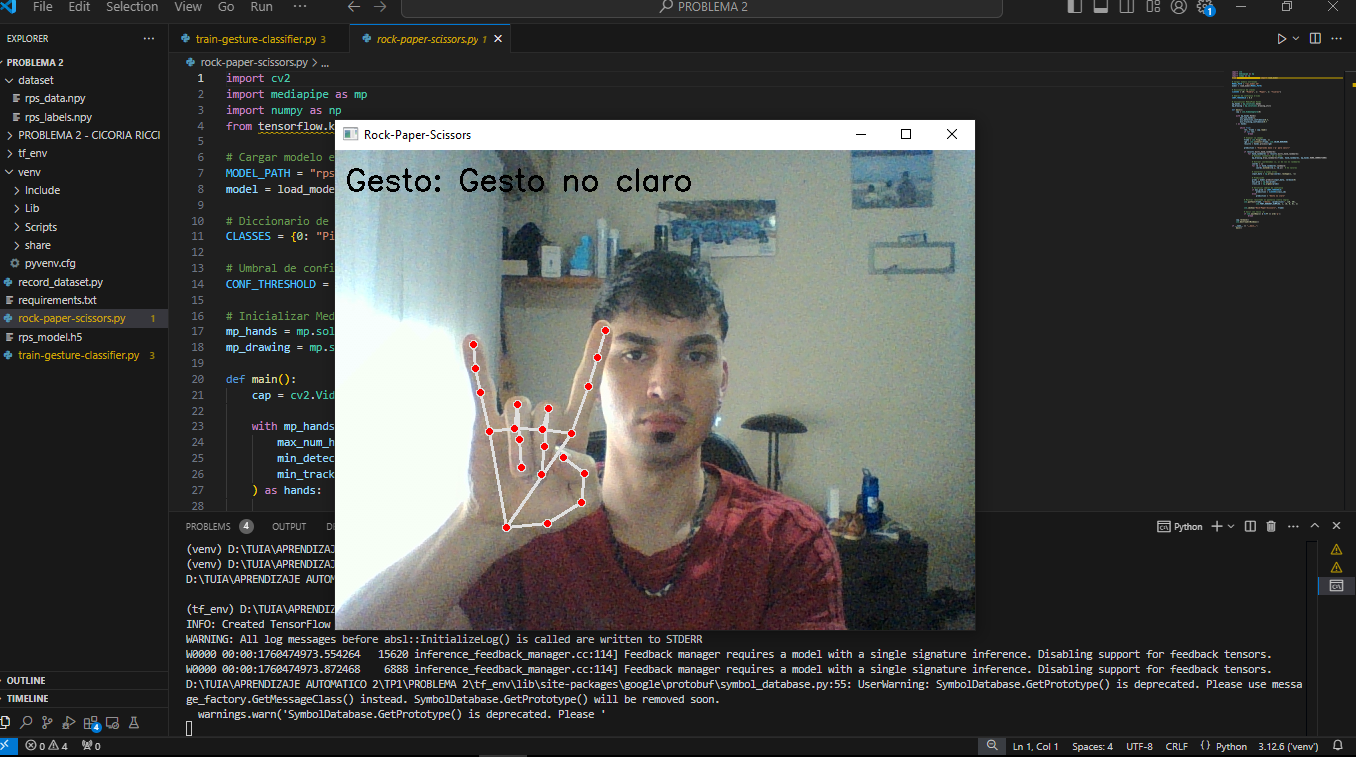 File Edit Selection View Go Run ··· PROBLEMA 2
EXPLORER ···
PROBLEMA 2
dataset
rps_data.npy
rps_labels.npy
PROBLEMA 2 - CICORIA RICCI
tf_env
venv
Include
Lib
Scripts
share
pyvenv.cfg
record_dataset.py
requirements.txt
rock-paper-scissors.py 1
rps_model.h5
train-gesture-classifier.py 3
OUTLINE
TIMELINE
train-gesture-classifier.py 3 rock-paper-scissors.py 1
rock-paper-scissors.py > ...
1 import cv2
2 import mediapipe as mp
3 import numpy as np
4 from tensorflow.k
5
6 # Cargar modelo e
7 MODEL_PATH = "rps
8 model = load_mode
9
10 # Diccionario de
11 CLASSES = {0: "Pi
12
13 # Umbral de confi
14 CONF_THRESHOLD =
15
16 # Inicializar Med
17 mp_hands = mp.sol
18 mp_drawing = mp.s
19
20 def main():
21 cap = cv2.Vid
22
23 with mp_hands
24 max_num_h
25 min_detec
26 min_track
27 ) as hands:
28
Rock-Paper-Scissors
Gesto: Gesto no claro
PROBLEMS 4 OUTPUT Python
(venv) D:\TUIA\APRENDIZAJ
(venv) D:\TUIA\APRENDIZAJ
D:\TUIA\APRENDIZAJE AUTOM
(tf_env) D:\TUIA\APRENDIZ
INFO: Created TensorFlow
WARNING: All log messages before absl::InitializeLog() is called are written to STDERR
W0000 00:00:1760474973.554264 15620 inference_feedback_manager.cc:114] Feedback manager requires a model with a single signature inference. Disabling support for feedback tensors.
W0000 00:00:1760474973.872468 6888 inference_feedback_manager.cc:114] Feedback manager requires a model with a single signature inference. Disabling support for feedback tensors.
D:\TUIA\APRENDIZAJE AUTOMATICO 2\TP1\PROBLEMA 2\tf_env\lib\site-packages\google\protobuf\symbol_database.py:55: UserWarning: SymbolDatabase.GetPrototype() is deprecated. Please use messa
ge_factory.GetMessageClass() instead. SymbolDatabase.GetPrototype() will be removed soon.
warnings.warn('SymbolDatabase.GetPrototype() is deprecated. Please '
0 4 0 Ln 1, Col 1 Spaces: 4 UTF-8 CRLF Python 3.12.6 ('venv')